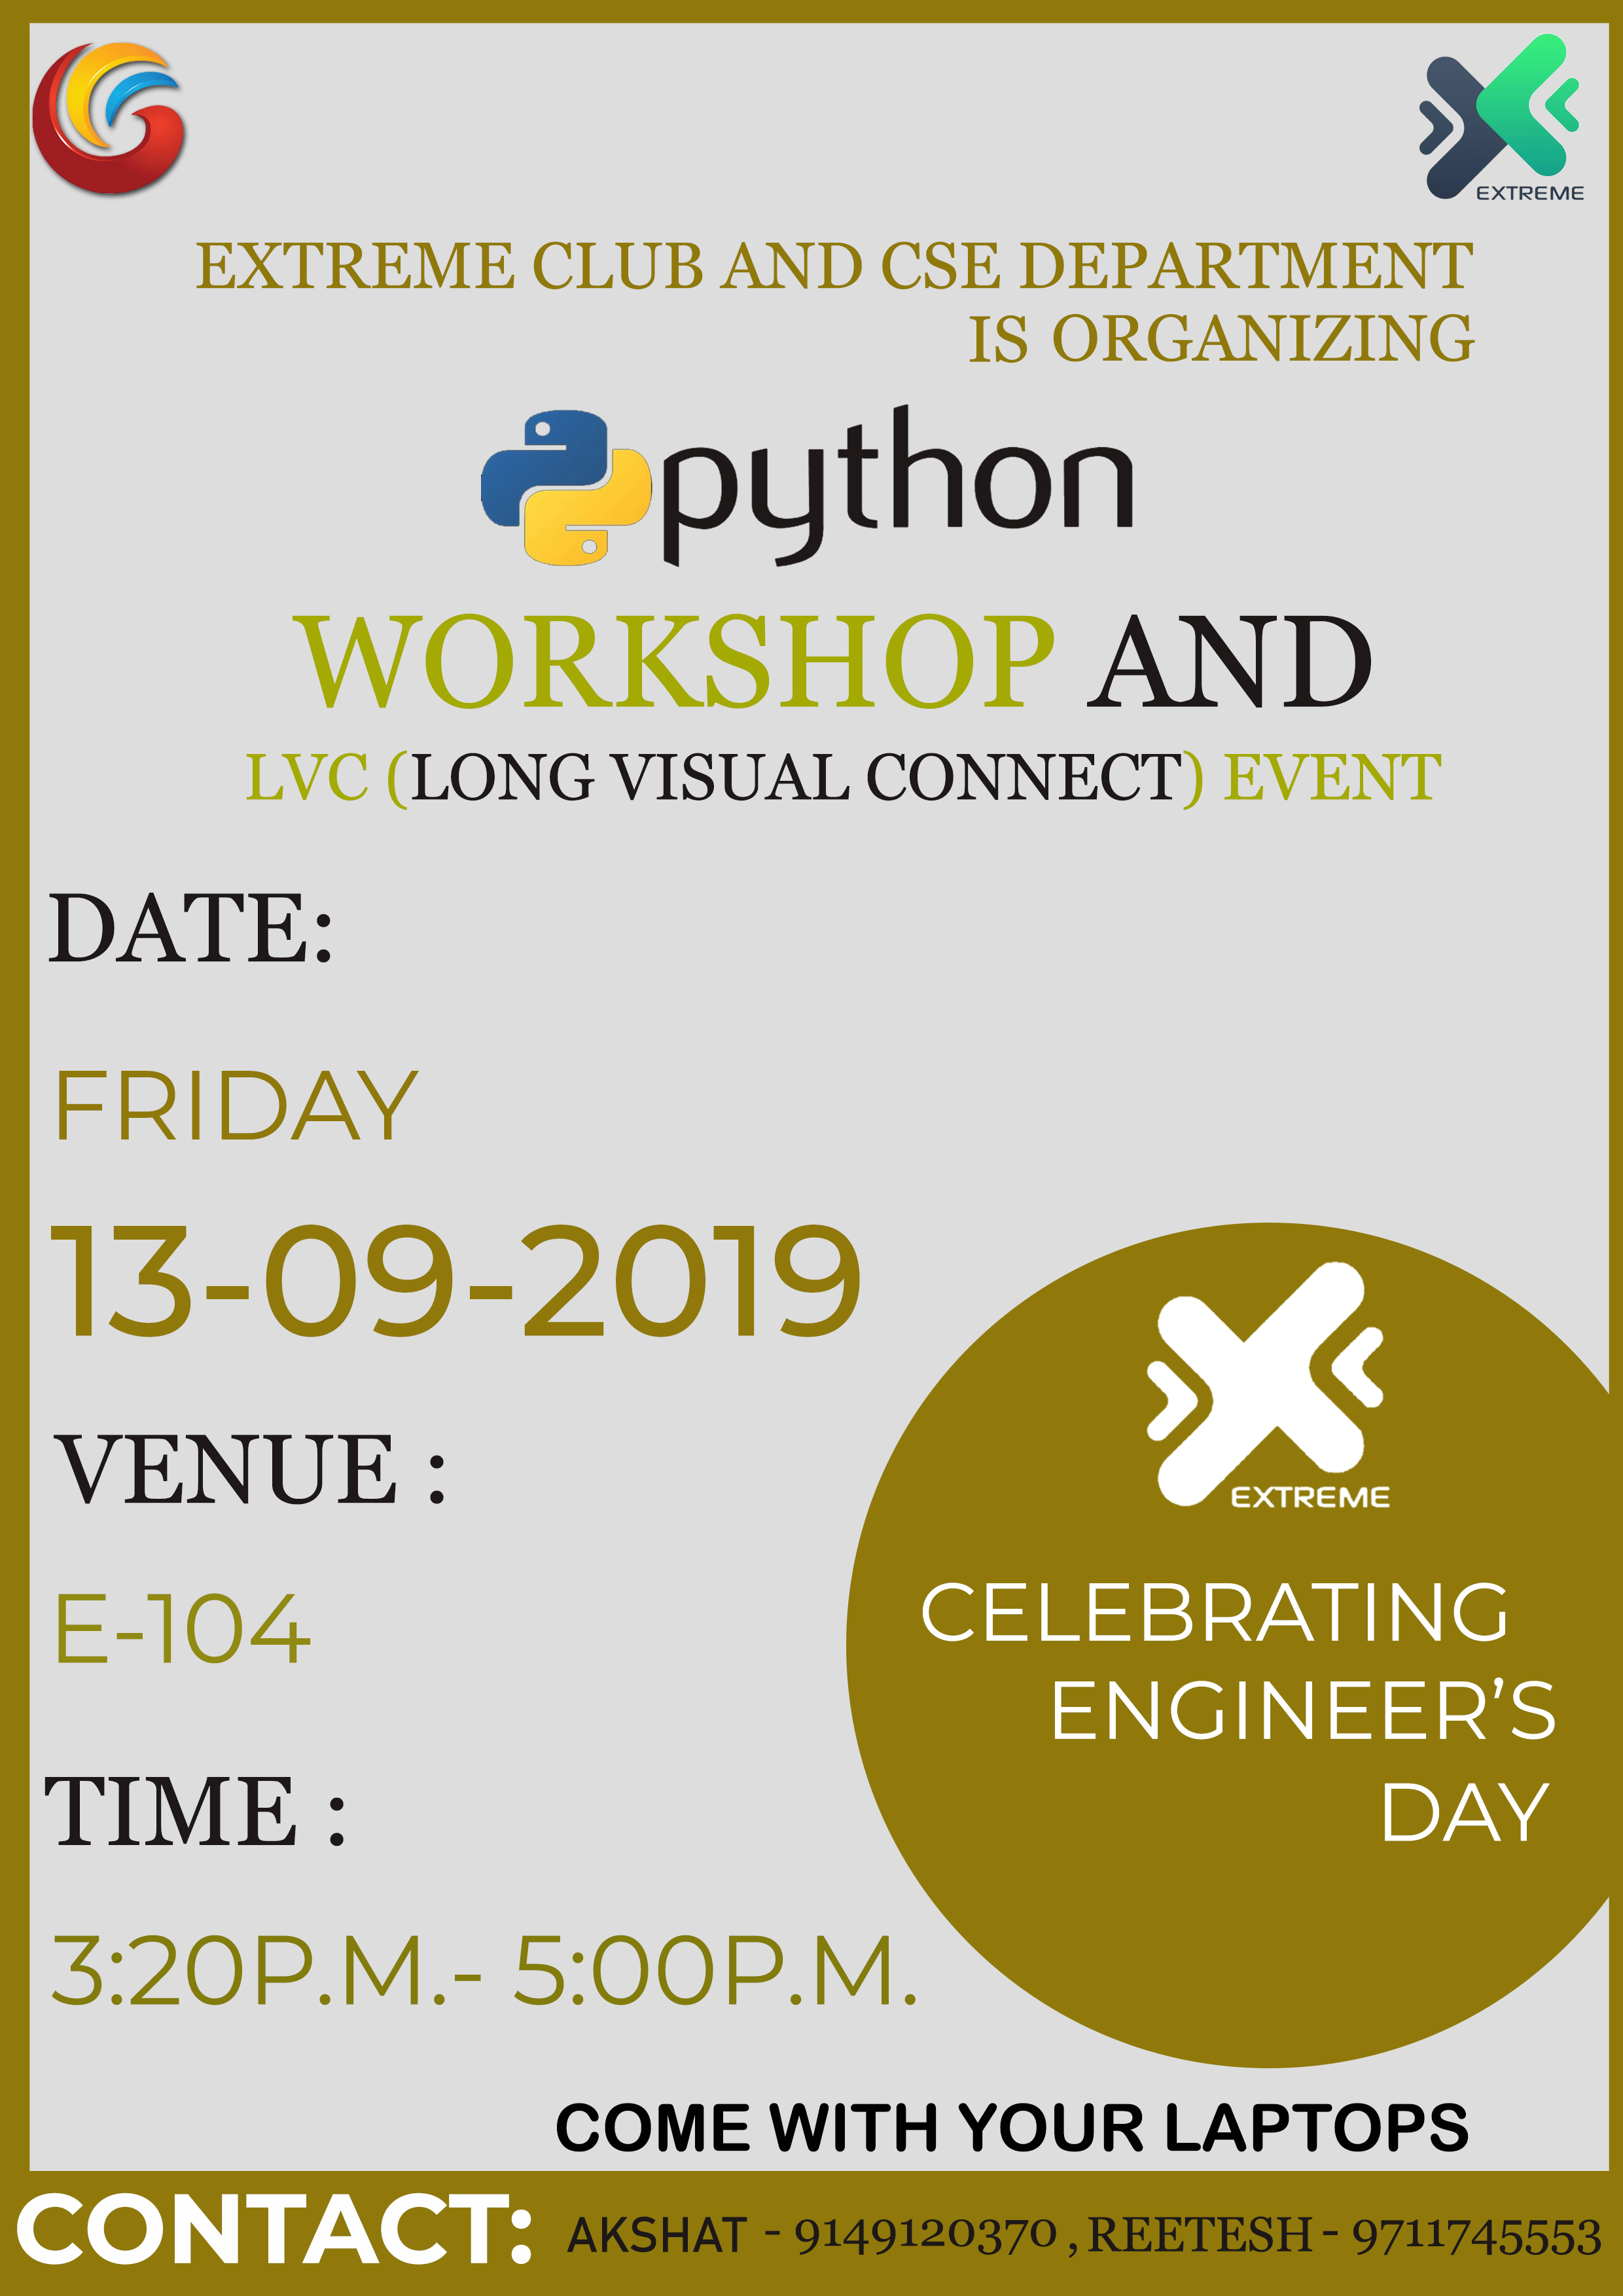 EXTREME
EXTREME CLUB AND CSE DEPARTMENT
IS ORGANIZING
python
WORKSHOP AND
LVC (LONG VISUAL CONNECT) EVENT
DATE:
FRIDAY
13-09-2019
VENUE :
E-104
TIME :
3:20P.M.- 5:00P.M.
EXTREME
CELEBRATING
ENGINEER’S
DAY
COME WITH YOUR LAPTOPS
CONTACT: AKSHAT - 9149120370 , REETESH - 9711745553